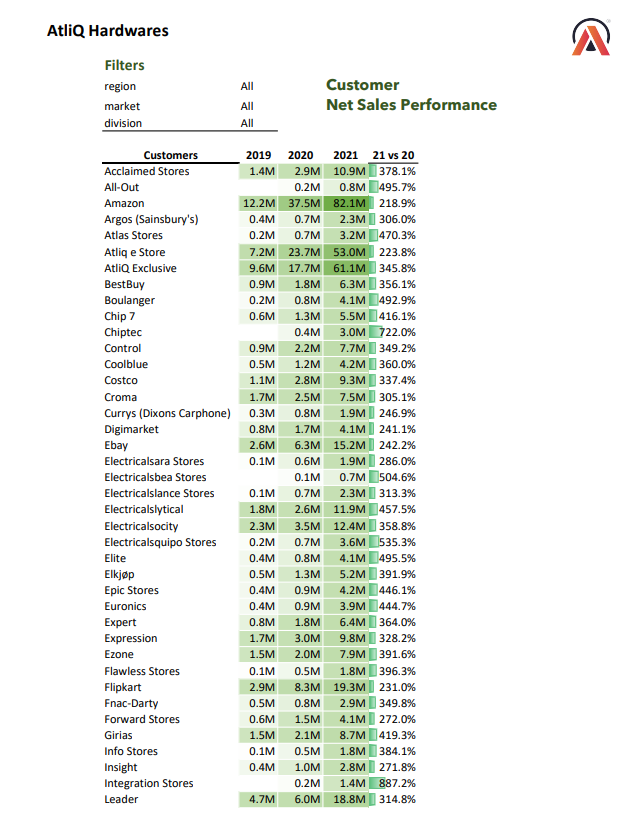 AtliQ Hardwares
Filters
region All
market All
division All
Customer
Net Sales Performance
Customers 2019 2020 2021 21 vs 20
Acclaimed Stores 1.4M 2.9M 10.9M 378.1%
All-Out 0.2M 0.8M 495.7%
Amazon 12.2M 37.5M 82.1M 218.9%
Argos (Sainsbury's) 0.4M 0.7M 2.3M 306.0%
Atlas Stores 0.2M 0.7M 3.2M 470.3%
Atliq e Store 7.2M 23.7M 53.0M 223.8%
AtliQ Exclusive 9.6M 17.7M 61.1M 345.8%
BestBuy 0.9M 1.8M 6.3M 356.1%
Boulanger 0.2M 0.8M 4.1M 492.9%
Chip 7 0.6M 1.3M 5.5M 416.1%
Chiptec 0.4M 3.0M 722.0%
Control 0.9M 2.2M 7.7M 349.2%
Coolblue 0.5M 1.2M 4.2M 360.0%
Costco 1.1M 2.8M 9.3M 337.4%
Croma 1.7M 2.5M 7.5M 305.1%
Currys (Dixons Carphone) 0.3M 0.8M 1.9M 246.9%
Digimarket 0.8M 1.7M 4.1M 241.1%
Ebay 2.6M 6.3M 15.2M 242.2%
Electricalsara Stores 0.1M 0.6M 1.9M 286.0%
Electricalsbea Stores 0.1M 0.7M 504.6%
Electricalslance Stores 0.1M 0.7M 2.3M 313.3%
Electricalslytical 1.8M 2.6M 11.9M 457.5%
Electricalsocity 2.3M 3.5M 12.4M 358.8%
Electricalsquipo Stores 0.2M 0.7M 3.6M 535.3%
Elite 0.4M 0.8M 4.1M 495.5%
Elkjøp 0.5M 1.3M 5.2M 391.9%
Epic Stores 0.4M 0.9M 4.2M 446.1%
Euronics 0.4M 0.9M 3.9M 444.7%
Expert 0.8M 1.8M 6.4M 364.0%
Expression 1.7M 3.0M 9.8M 328.2%
Ezone 1.5M 2.0M 7.9M 391.6%
Flawless Stores 0.1M 0.5M 1.8M 396.3%
Flipkart 2.9M 8.3M 19.3M 231.0%
Fnac-Darty 0.5M 0.8M 2.9M 349.8%
Forward Stores 0.6M 1.5M 4.1M 272.0%
Girias 1.5M 2.1M 8.7M 419.3%
Info Stores 0.1M 0.5M 1.8M 384.1%
Insight 0.4M 1.0M 2.8M 271.8%
Integration Stores 0.2M 1.4M 887.2%
Leader 4.7M 6.0M 18.8M 314.8%